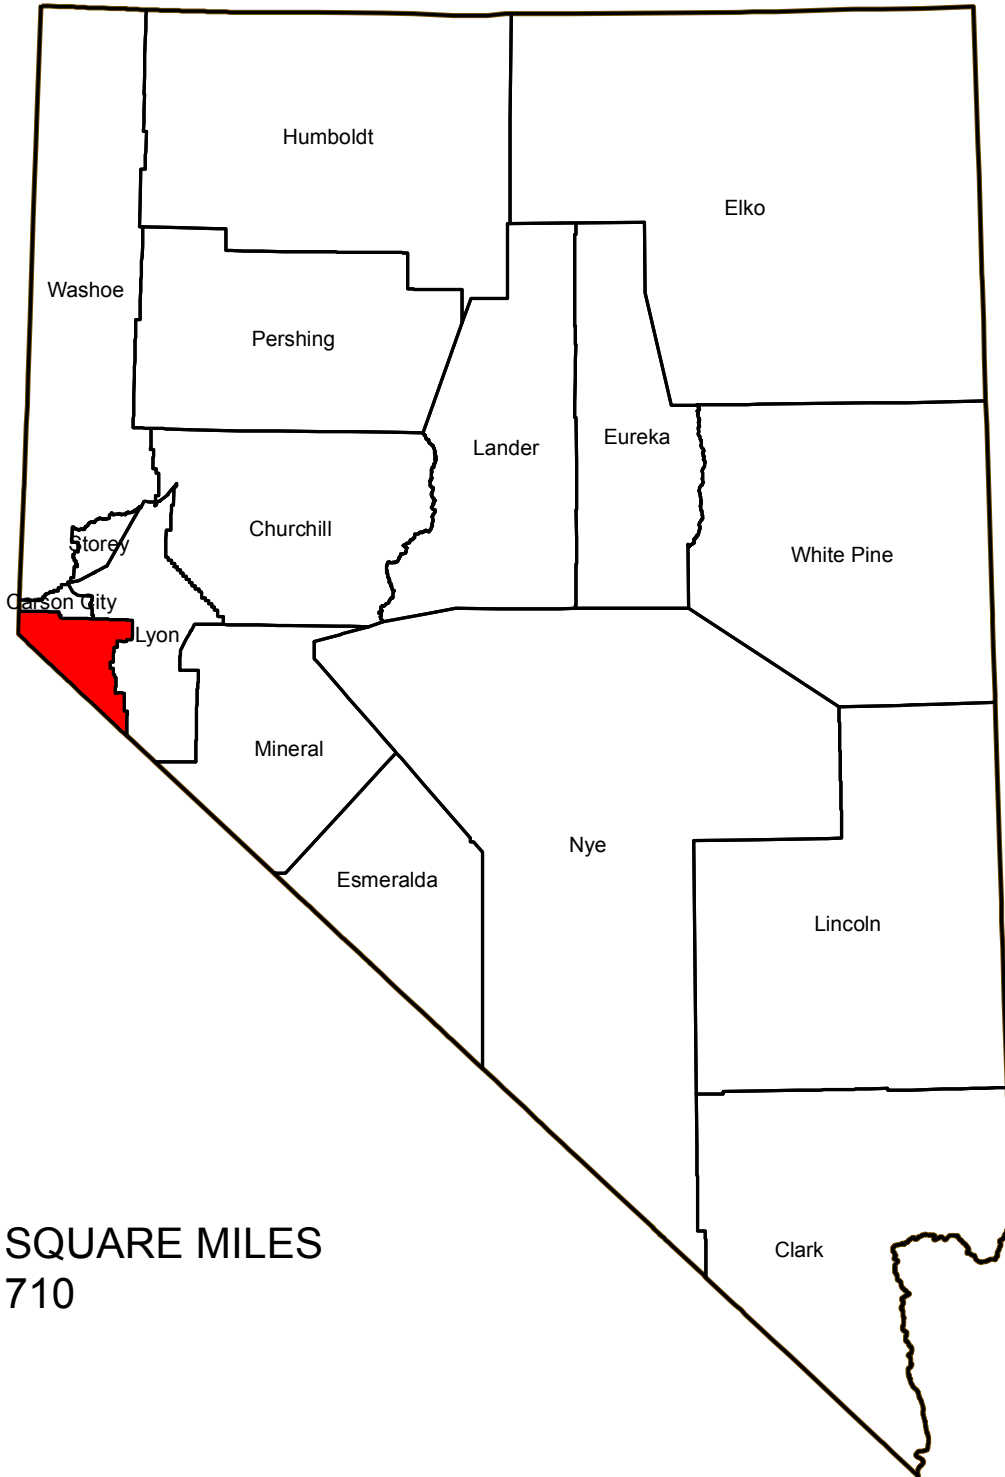 Humboldt
Elko
Washoe
Pershing
Lander
Eureka
Churchill
Storey
White Pine
Carson City
Lyon
Mineral
Nye
Esmeralda
Lincoln
SQUARE MILES
710
Clark